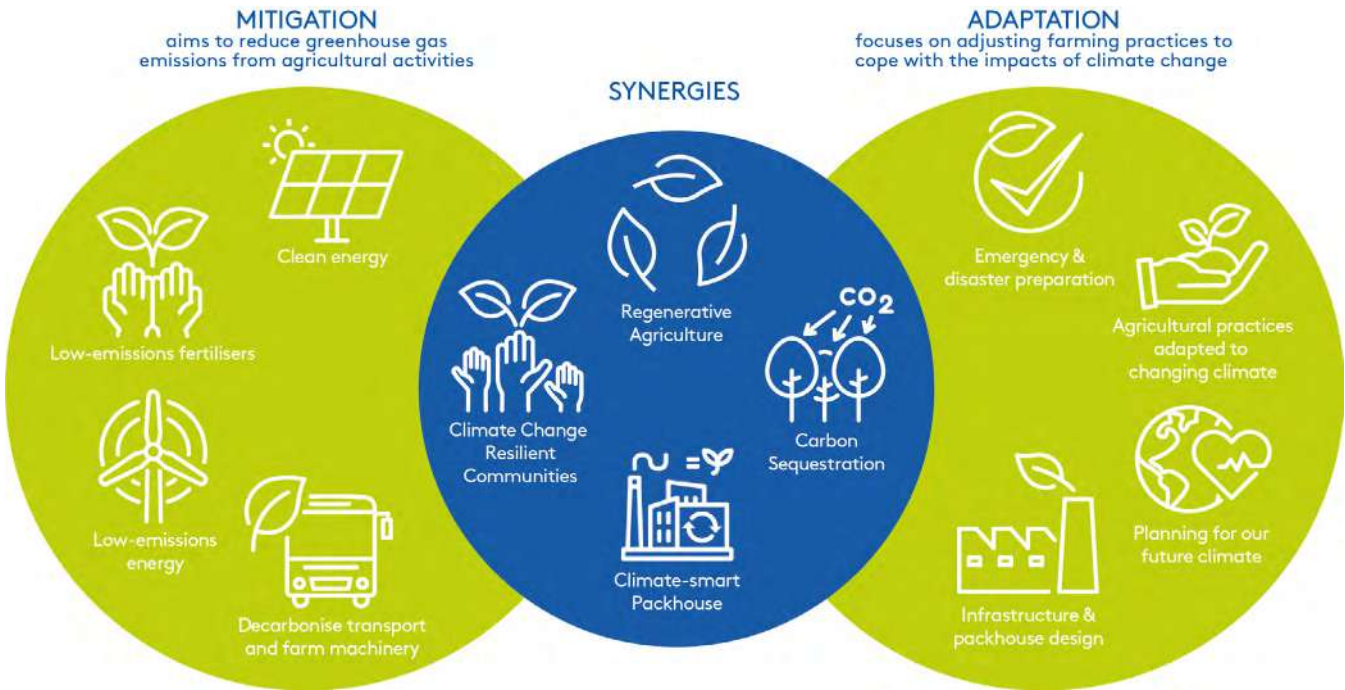 MITIGATION
aims to reduce greenhouse gas
emissions from agricultural activities
Clean energy
Low-emissions fertilisers
Low-emissions
energy
Decarbonise transport
and farm machinery
SYNERGIES
Regenerative
Agriculture
Climate Change
Resilient
Communities
CO2
Carbon
Sequestration
=
Climate-smart
Packhouse
ADAPTATION
focuses on adjusting farming practices to
cope with the impacts of climate change
Emergency &
disaster preparation
Agricultural practices
adapted to
changing climate
Planning for our
future climate
Infrastructure &
packhouse design